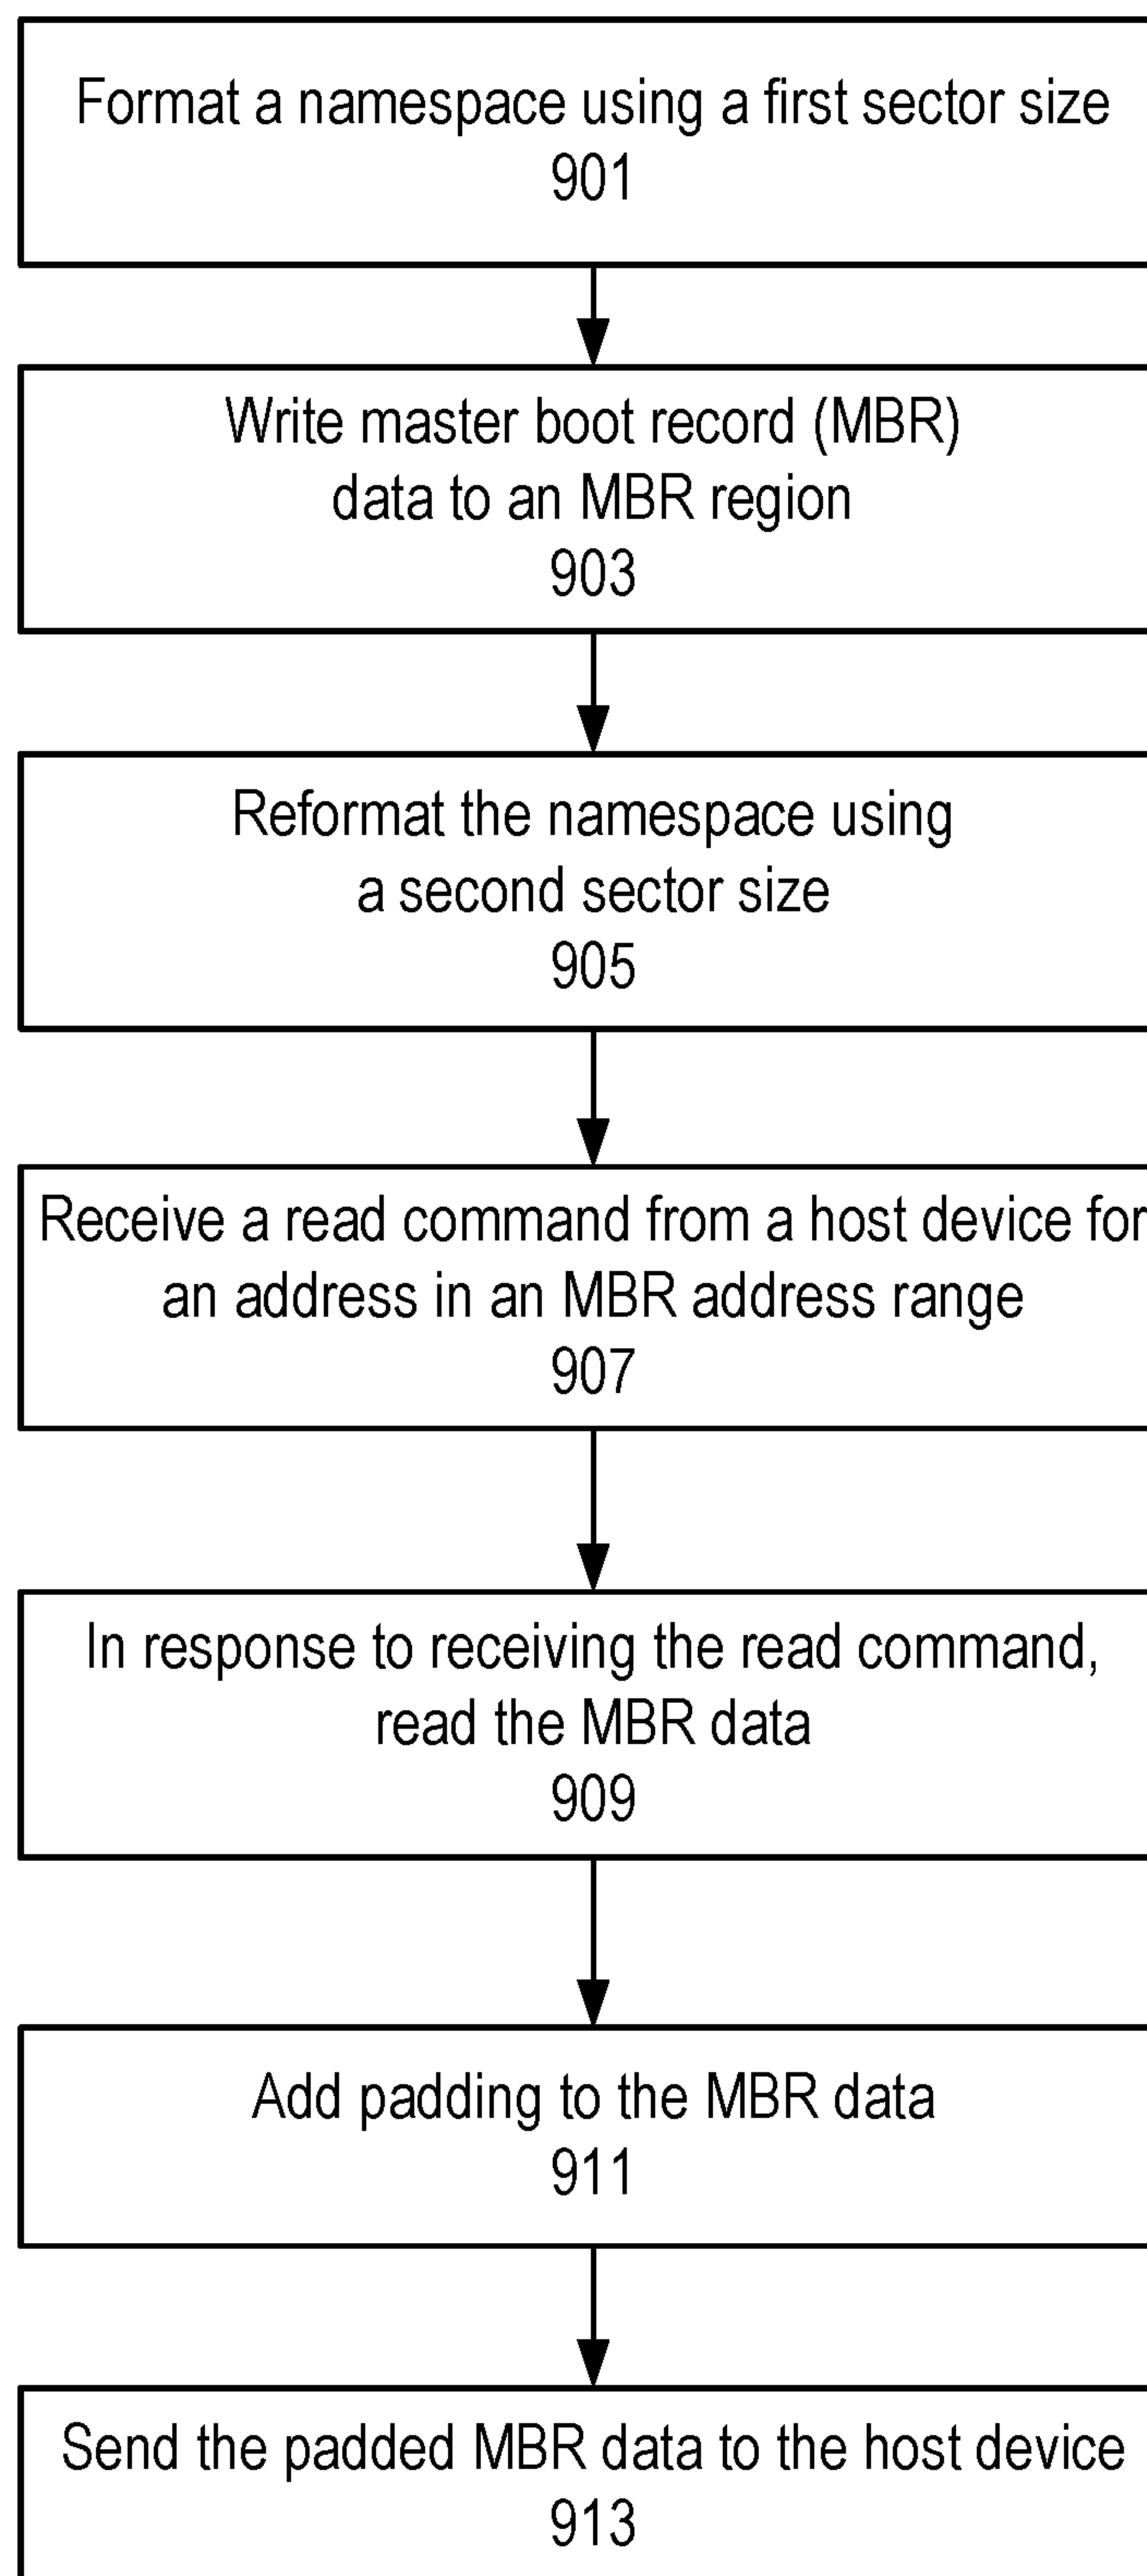 Format a namespace using a first sector size
901
Write master boot record (MBR)
data to an MBR region
903
Reformat the namespace using
a second sector size
905
Receive a read command from a host device for
an address in an MBR address range
907
In response to receiving the read command,
read the MBR data
909
Add padding to the MBR data
911
Send the padded MBR data to the host device
913